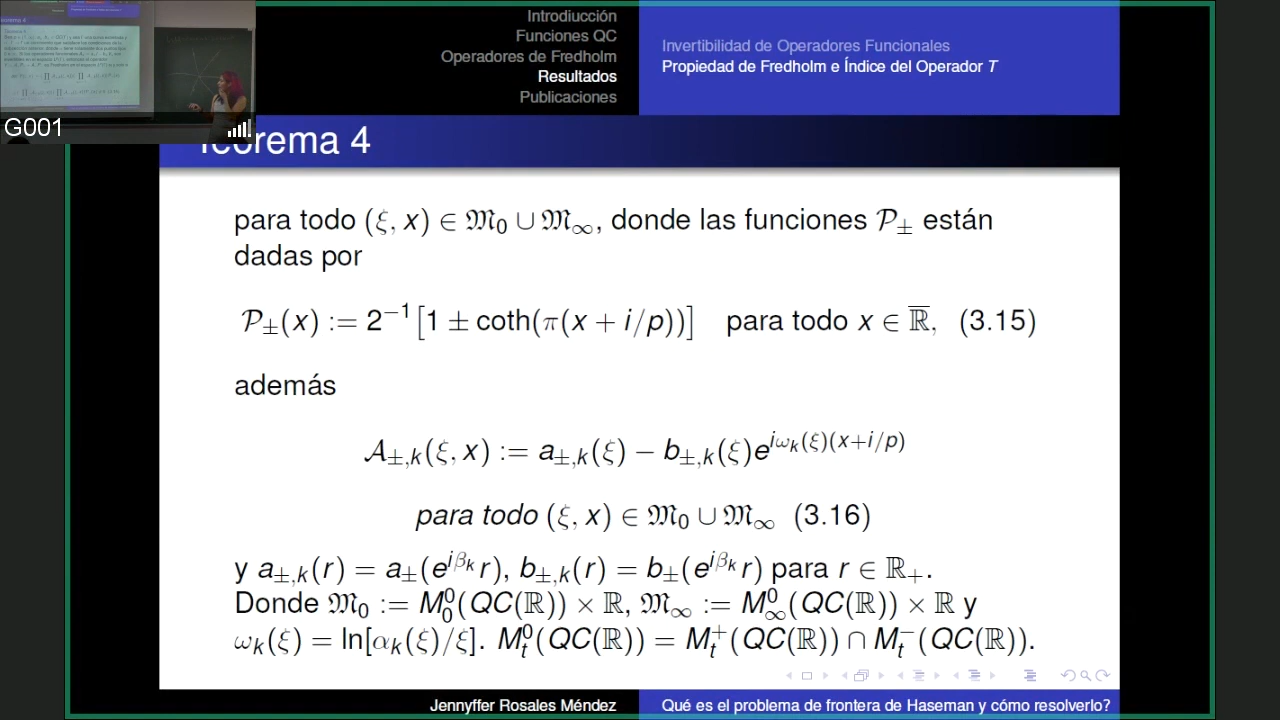 Introdiucción
Funciones QC
Operadores de Fredholm
Resultados
Publicaciones
Invertibilidad de Operadores Funcionales
Propiedad de Fredholm e Índice del Operador T
G001
Teorema 4
para todo (ξ, x) ∈ 𝔐₀ ∪ 𝔐∞, donde las funciones 𝒫± están
dadas por
𝒫±(x) := 2⁻¹[1 ± coth(π(x + i/p))] para todo x ∈ ℝ̅, (3.15)
además
𝒜±,k(ξ, x) := a±,k(ξ) − b±,k(ξ)e^{iωk(ξ)(x+i/p)}
para todo (ξ, x) ∈ 𝔐₀ ∪ 𝔐∞ (3.16)
y a±,k(r) = a±(e^{iβk}r), b±,k(r) = b±(e^{iβk}r) para r ∈ ℝ₊.
Donde 𝔐₀ := M₀⁰(QC(ℝ)) × ℝ, 𝔐∞ := M∞⁰(QC(ℝ)) × ℝ y
ωk(ξ) = ln[αk(ξ)/ξ]. Mt⁰(QC(ℝ)) = Mt⁺(QC(ℝ)) ∩ Mt⁻(QC(ℝ)).
Jennyffer Rosales Méndez
Qué es el problema de frontera de Haseman y cómo resolverlo?